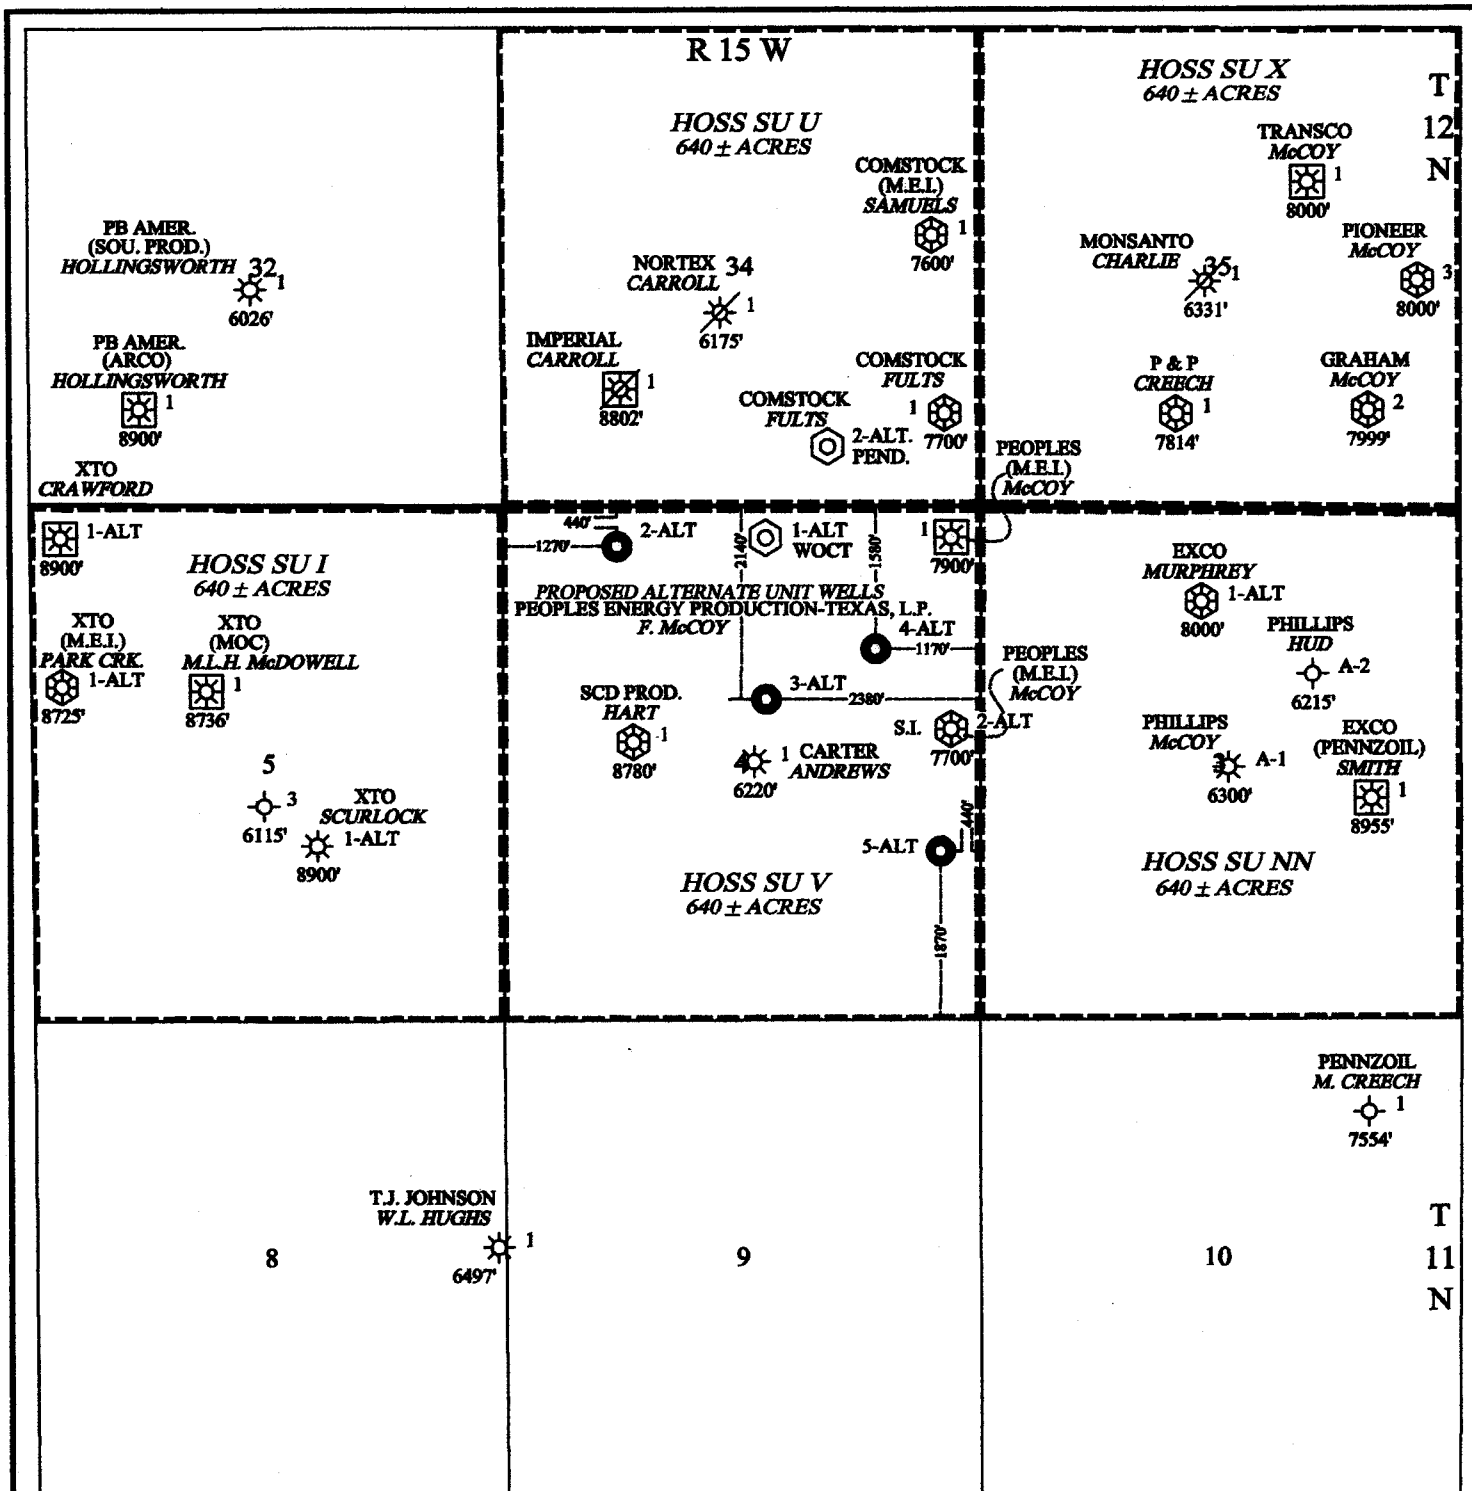 R 15 W
HOSS SU X
640 ± ACRES
T
12
N
HOSS SU U
640 ± ACRES
TRANSCO
McCOY
1
8000'
COMSTOCK
(M.E.I.)
SAMUELS
1
7600'
PB AMER.
(SOU. PROD.)
HOLLINGSWORTH
32
1
6026'
NORTEX
CARROLL
34
1
6175'
MONSANTO
CHARLIE
35
1
6331'
PIONEER
McCOY
3
8000'
PB AMER.
(ARCO)
HOLLINGSWORTH
1
8900'
IMPERIAL
CARROLL
1
8802'
COMSTOCK
FULTS
2-ALT.
PEND.
COMSTOCK
FULTS
1
7700'
P & P
CREECH
1
7814'
GRAHAM
McCOY
2
7999'
XTO
CRAWFORD
1-ALT
8900'
PEOPLES
(M.E.I.)
McCOY
1
7900'
HOSS SU I
640 ± ACRES
440'
1270'
2-ALT
2140'
1-ALT
WOCT
1580'
PROPOSED ALTERNATE UNIT WELLS
PEOPLES ENERGY PRODUCTION-TEXAS, L.P.
F. McCOY
4-ALT
1170'
EXCO
MURPHREY
1-ALT
8000'
PHILLIPS
HUD
A-2
6215'
XTO
(M.E.I.)
PARK CRK.
1-ALT
8725'
XTO
(MOC)
M.L.H. McDOWELL
1
8736'
3-ALT
2380'
PEOPLES
(M.E.I.)
McCOY
S.I.
2-ALT
7700'
SCD PROD.
HART
1
8780'
4
1
CARTER
ANDREWS
6220'
PHILLIPS
McCOY
3
A-1
6300'
EXCO
(PENNZOIL)
SMITH
1
8955'
5
3
6115'
XTO
SCURLOCK
1-ALT
8900'
5-ALT
440'
1870'
HOSS SU V
640 ± ACRES
HOSS SU NN
640 ± ACRES
PENNZOIL
M. CREECH
1
7554'
T.J. JOHNSON
W.L. HUGHS
1
6497'
8
9
10
T
11
N